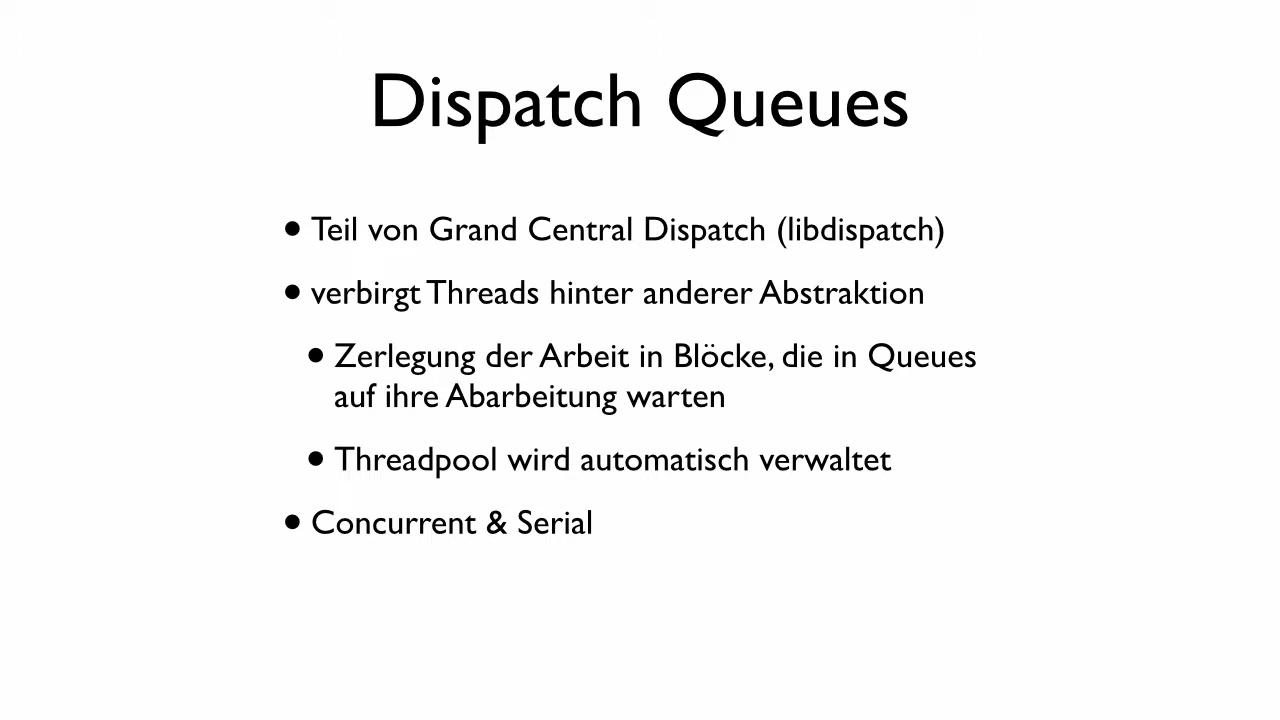 Dispatch Queues
• Teil von Grand Central Dispatch (libdispatch)
• verbirgt Threads hinter anderer Abstraktion
• Zerlegung der Arbeit in Blöcke, die in Queues
auf ihre Abarbeitung warten
• Threadpool wird automatisch verwaltet
• Concurrent & Serial